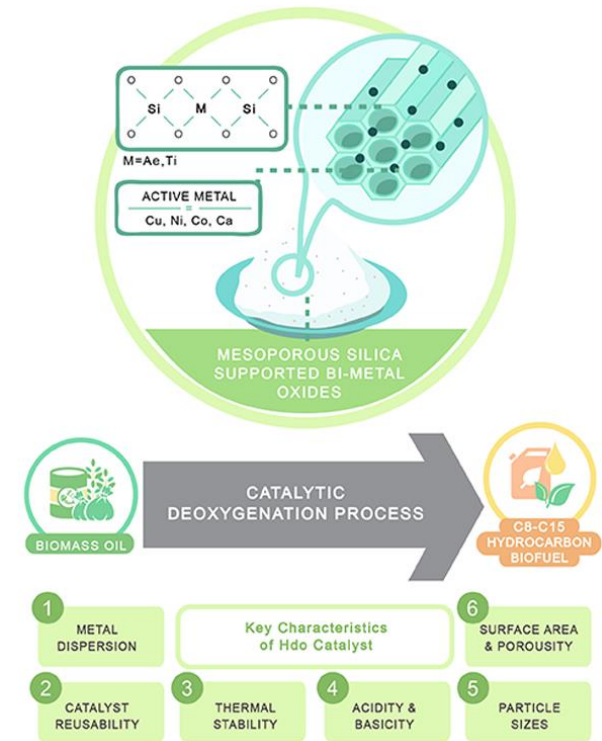 Si M Si
M=Ae,Ti
ACTIVE METAL
=
Cu, Ni, Co, Ca
MESOPOROUS SILICA
SUPPORTED BI-METAL
OXIDES
BIOMASS OIL
CATALYTIC
DEOXYGENATION PROCESS
C8-C15
HYDROCARBON
BIOFUEL
1
METAL
DISPERSION
Key Characteristics
of Hdo Catalyst
6
SURFACE AREA
& POROUSITY
2
CATALYST
REUSABILITY
3
THERMAL
STABILITY
4
ACIDITY &
BASICITY
5
PARTICLE
SIZES